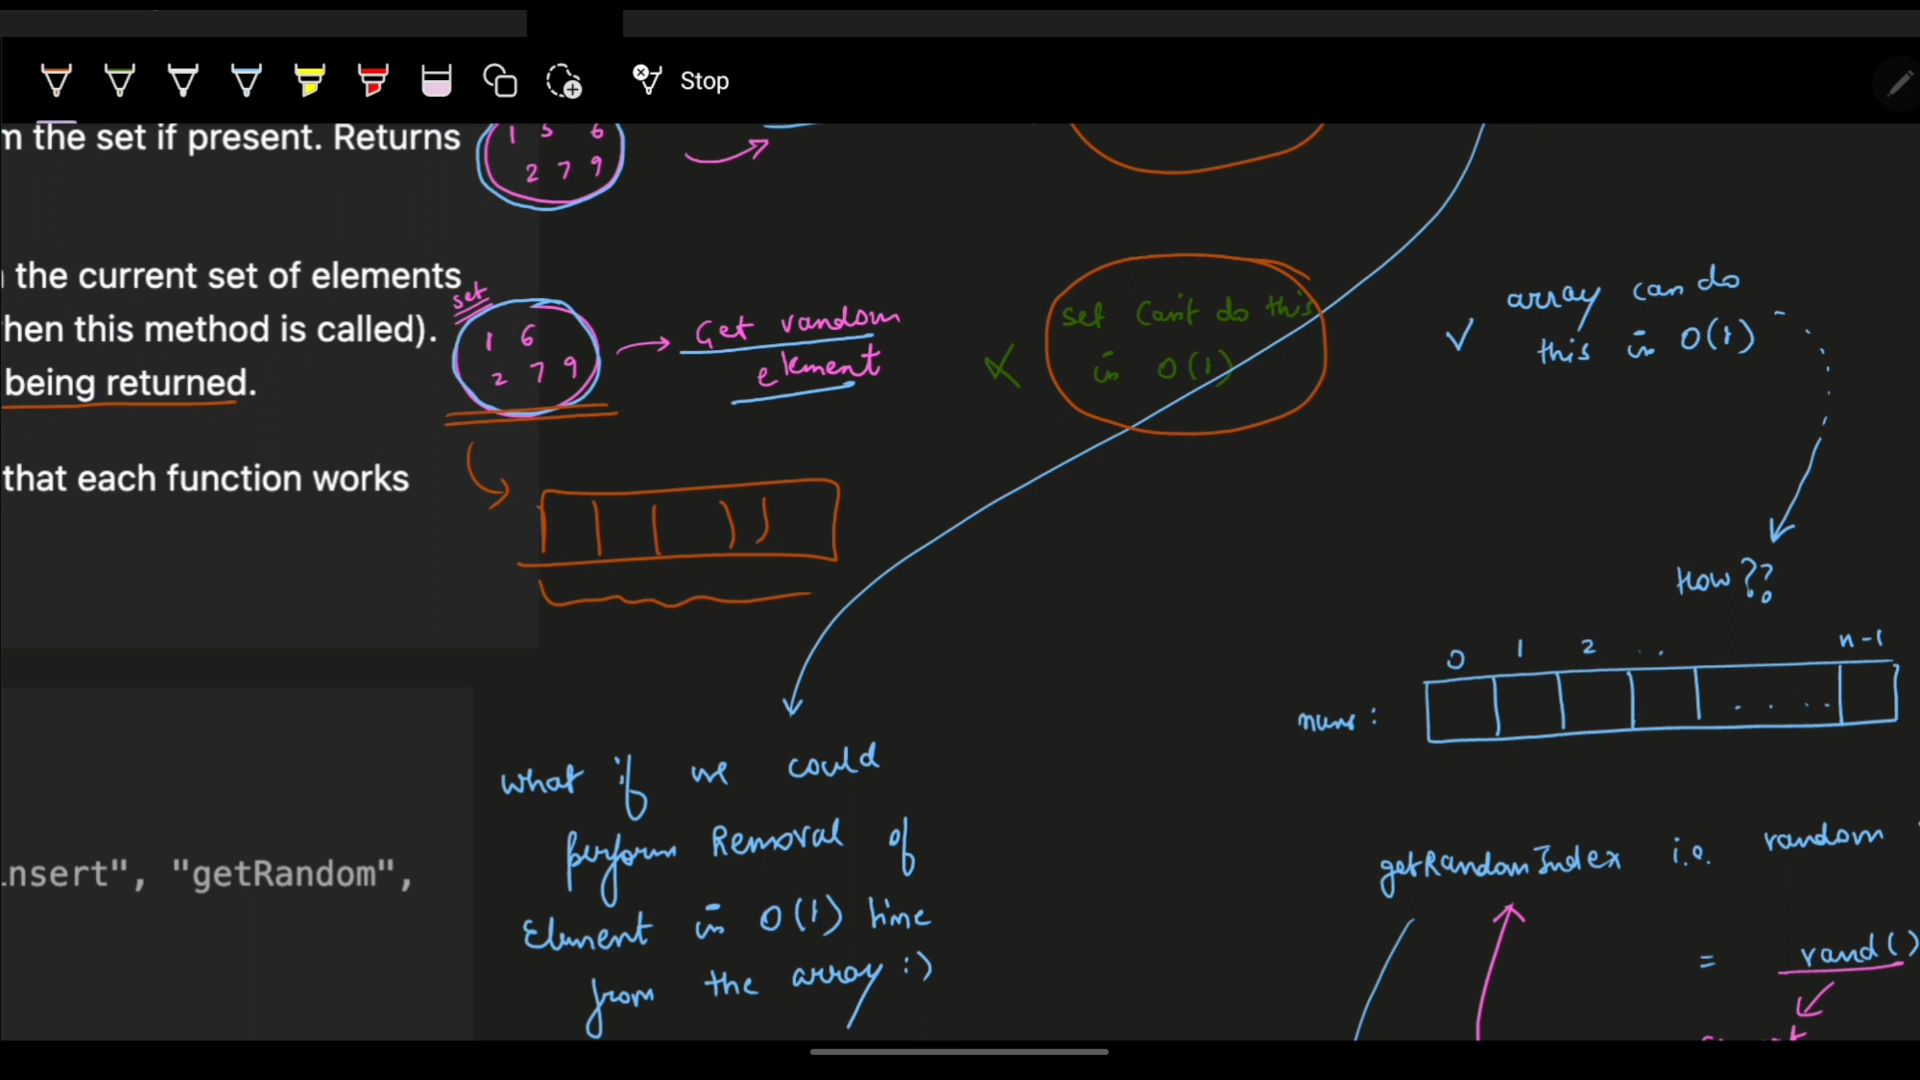 Stop
m the set if present. Returns
1 5 6
2 7 9
the current set of elements
hen this method is called).
being returned.
that each function works
set
1 6
2 7 9
Get random
element
set Can't do this
in O(1)
array can do
this in O(1)
How??
0 1 2 .. n-1
nums: . . . ..
what if we could
perform Removal of
Element in O(1) time
from the array :)
nsert", "getRandom",
getRandomIndex i.e. random
= rand()